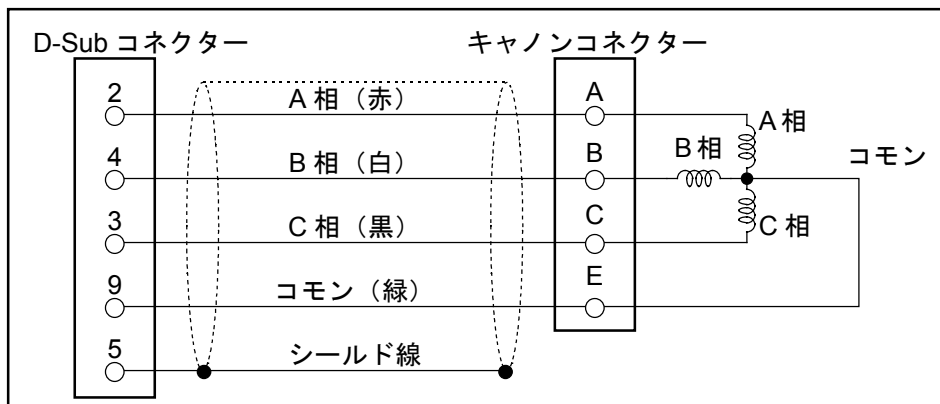 D-Sub コネクター
キャノンコネクター
2
A 相（赤）
A
A 相
4
B 相（白）
B
B 相
コモン
3
C 相（黒）
C
C 相
9
コモン（緑）
E
5
シールド線